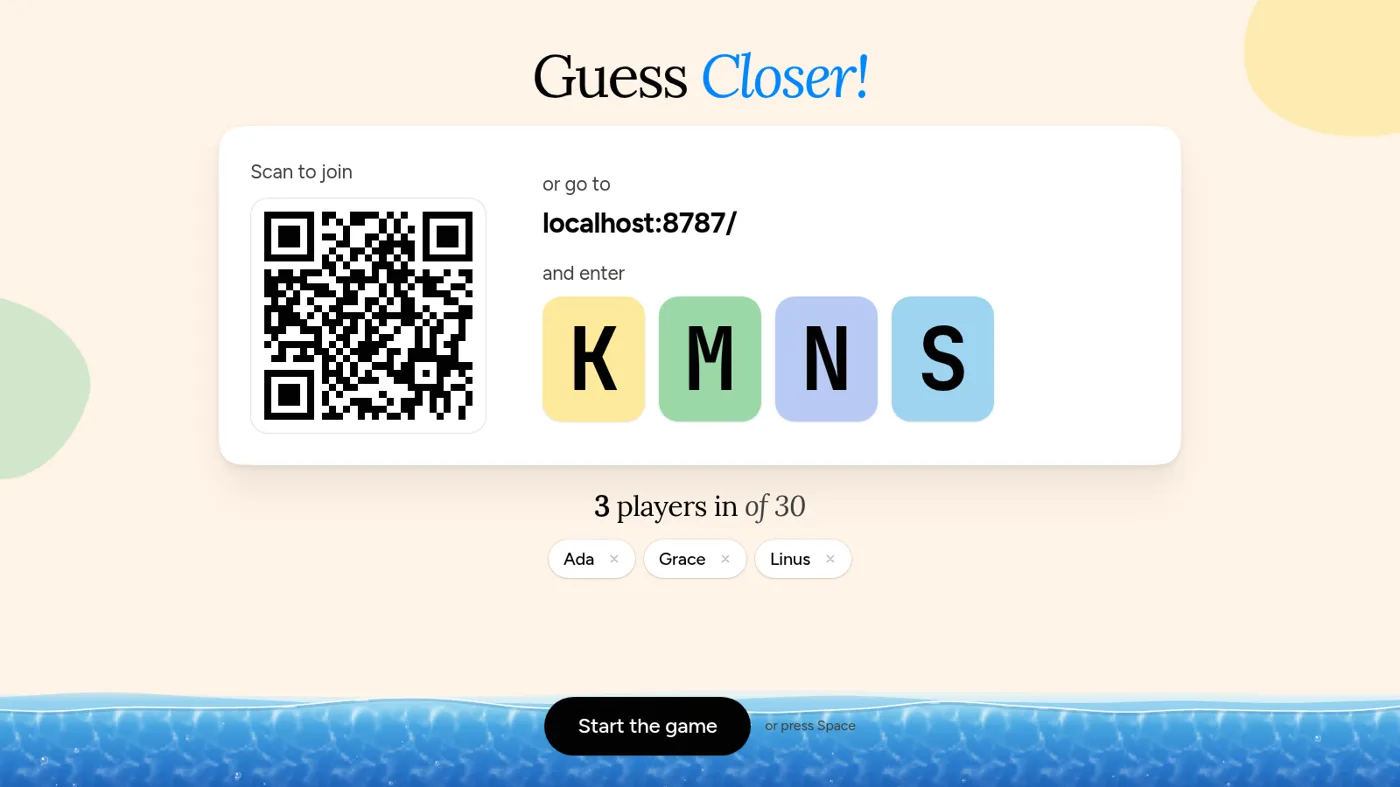 Guess Closer!
Scan to join
or go to
localhost:8787/
and enter
K M N S
3 players in of 30
Ada × Grace × Linus ×
Start the game or press Space